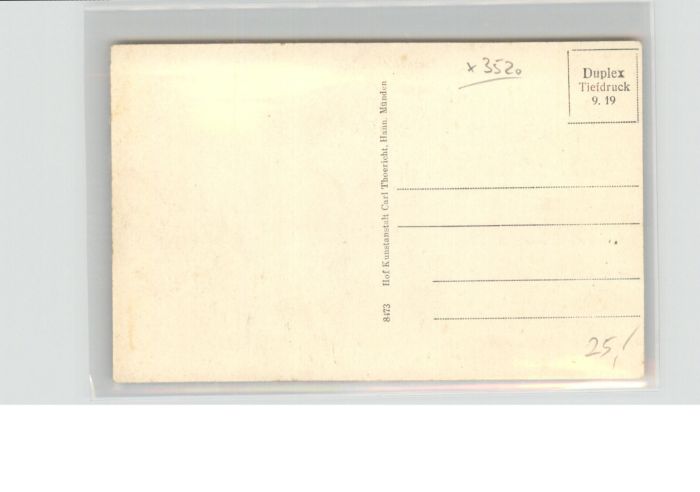 x 3520
Duplex
Tiefdruck
9. 19
8473 Hof Kunstanstalt Carl Thoericht, Hann. Münden
25,/